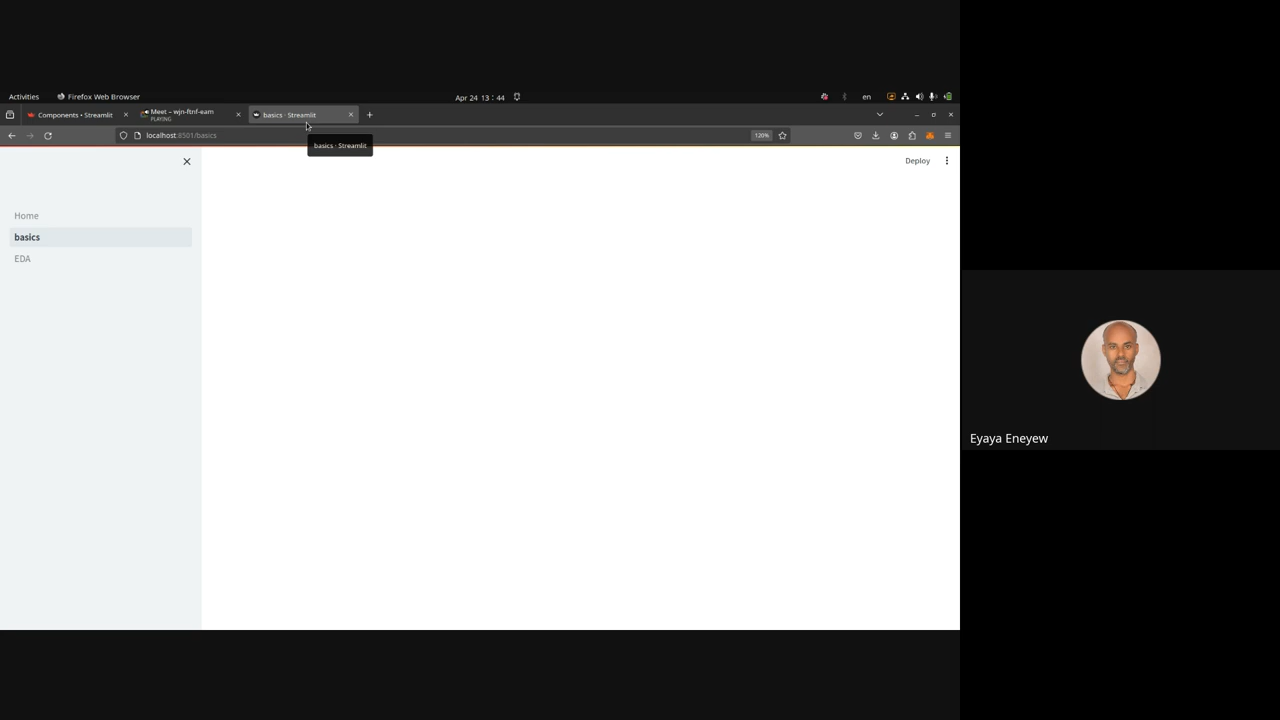 Activities
Firefox Web Browser
Apr 24 13 : 44
en
Components • Streamlit
Meet – wjn-ftnf-eam
PLAYING
basics · Streamlit
localhost:8501/basics
120%
basics · Streamlit
Deploy
Home
basics
EDA
Eyaya Eneyew